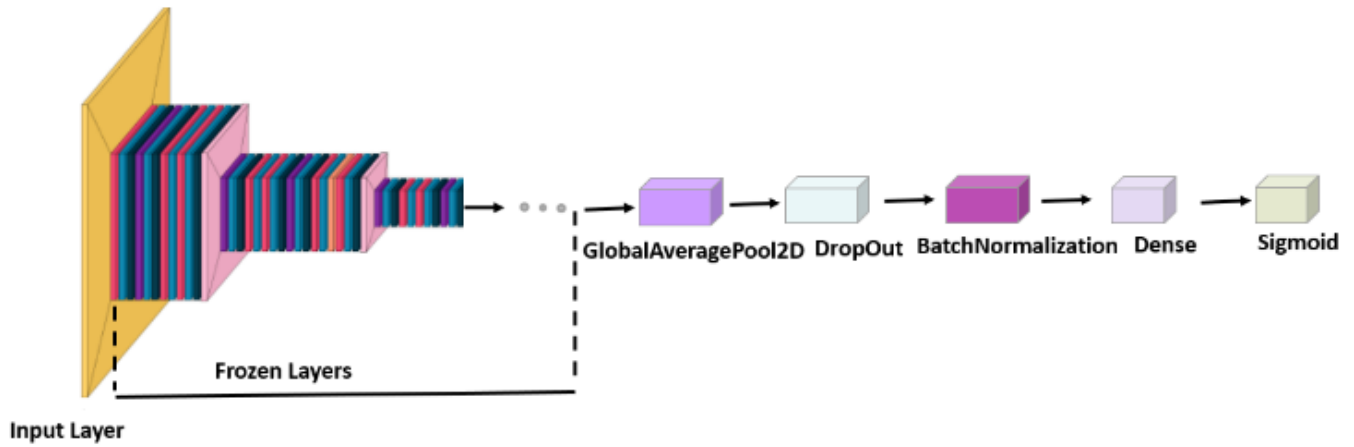 GlobalAveragePool2D
DropOut
BatchNormalization
Dense
Sigmoid
Frozen Layers
Input Layer